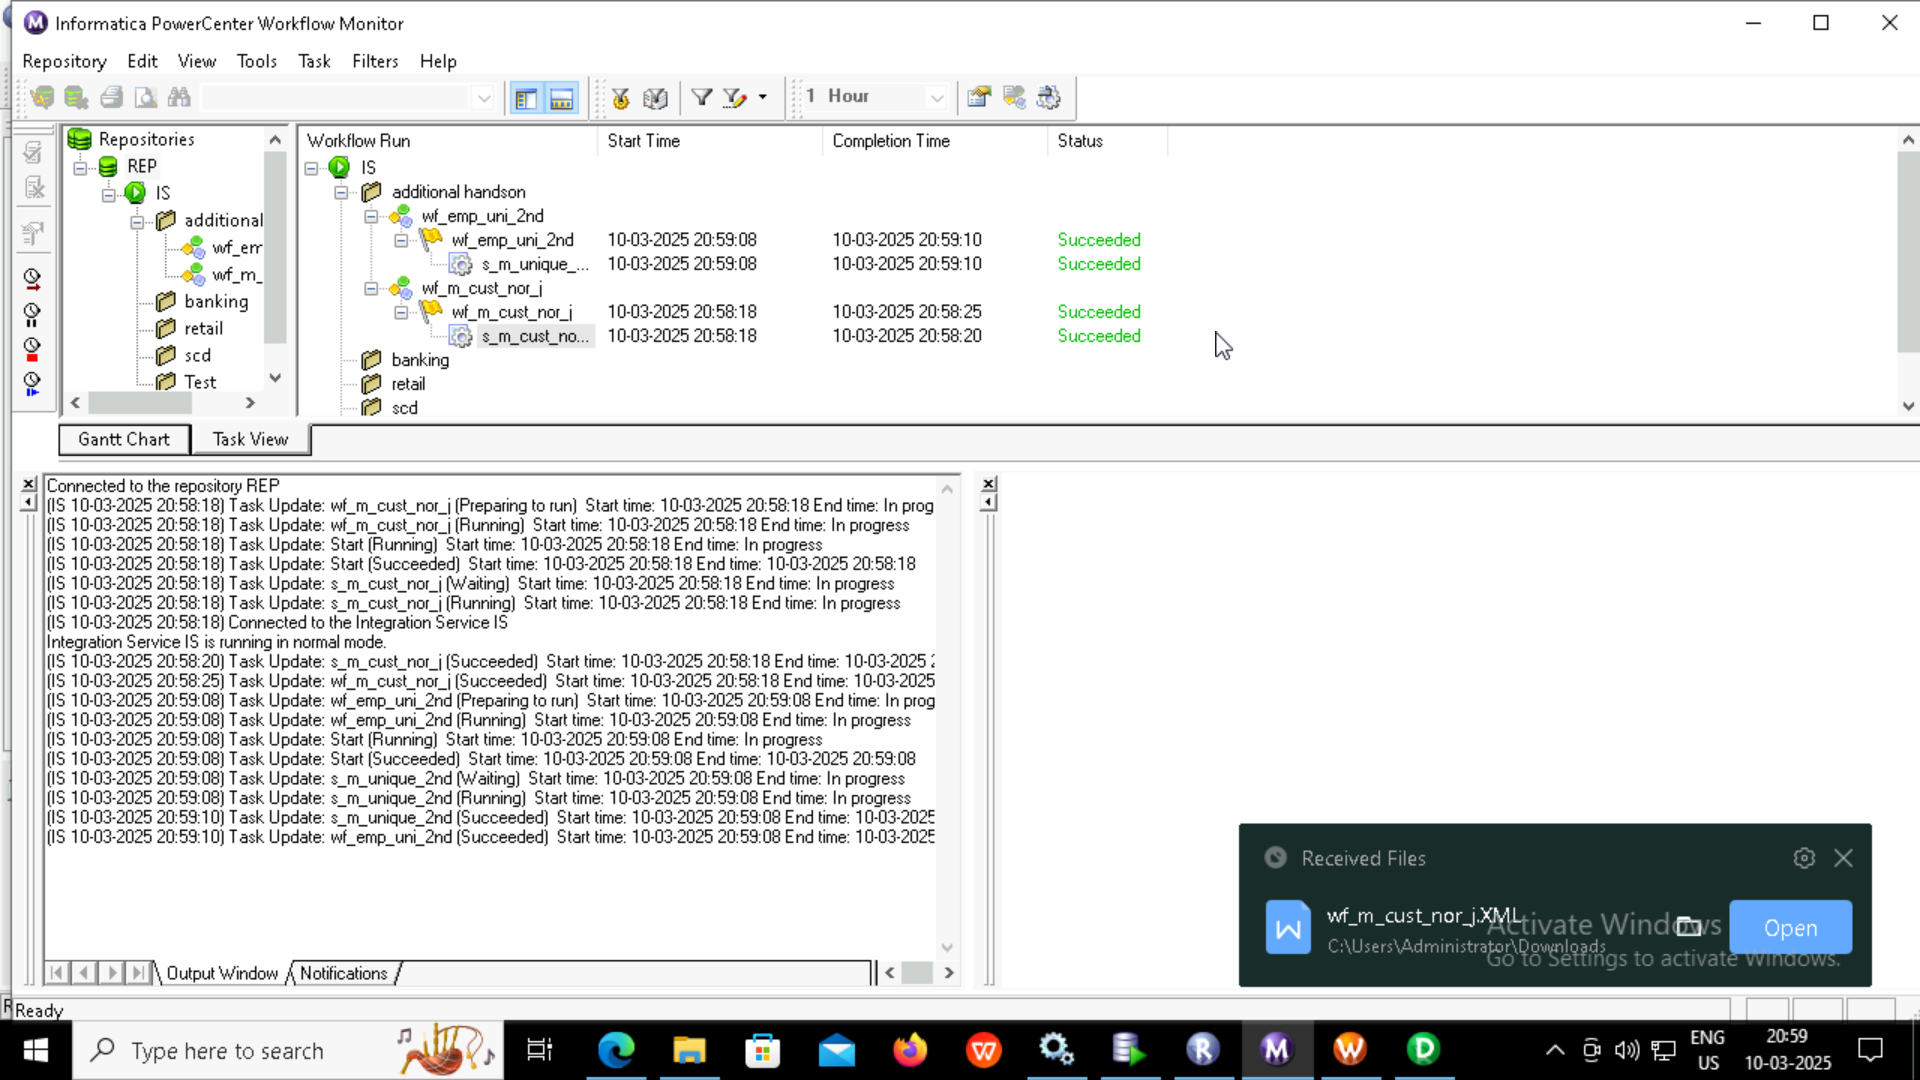 Informatica PowerCenter Workflow Monitor
Repository Edit View Tools Task Filters Help
1 Hour
Repositories
REP
IS
additional
wf_er
wf_m_
banking
retail
scd
Test
Workflow Run Start Time Completion Time Status
IS
additional handson
wf_emp_uni_2nd
wf_emp_uni_2nd 10-03-2025 20:59:08 10-03-2025 20:59:10 Succeeded
s_m_unique_... 10-03-2025 20:59:08 10-03-2025 20:59:10 Succeeded
wf_m_cust_nor_j
wf_m_cust_nor_j 10-03-2025 20:58:18 10-03-2025 20:58:25 Succeeded
s_m_cust_no... 10-03-2025 20:58:18 10-03-2025 20:58:20 Succeeded
banking
retail
scd
Gantt Chart Task View
Connected to the repository REP
(IS 10-03-2025 20:58:18) Task Update: wf_m_cust_nor_j (Preparing to run) Start time: 10-03-2025 20:58:18 End time: In prog
(IS 10-03-2025 20:58:18) Task Update: wf_m_cust_nor_j (Running) Start time: 10-03-2025 20:58:18 End time: In progress
(IS 10-03-2025 20:58:18) Task Update: Start (Running) Start time: 10-03-2025 20:58:18 End time: In progress
(IS 10-03-2025 20:58:18) Task Update: Start (Succeeded) Start time: 10-03-2025 20:58:18 End time: 10-03-2025 20:58:18
(IS 10-03-2025 20:58:18) Task Update: s_m_cust_nor_j (Waiting) Start time: 10-03-2025 20:58:18 End time: In progress
(IS 10-03-2025 20:58:18) Task Update: s_m_cust_nor_j (Running) Start time: 10-03-2025 20:58:18 End time: In progress
(IS 10-03-2025 20:58:18) Connected to the Integration Service IS
Integration Service IS is running in normal mode.
(IS 10-03-2025 20:58:20) Task Update: s_m_cust_nor_j (Succeeded) Start time: 10-03-2025 20:58:18 End time: 10-03-2025 2
(IS 10-03-2025 20:58:25) Task Update: wf_m_cust_nor_j (Succeeded) Start time: 10-03-2025 20:58:18 End time: 10-03-2025
(IS 10-03-2025 20:59:08) Task Update: wf_emp_uni_2nd (Preparing to run) Start time: 10-03-2025 20:59:08 End time: In prog
(IS 10-03-2025 20:59:08) Task Update: wf_emp_uni_2nd (Running) Start time: 10-03-2025 20:59:08 End time: In progress
(IS 10-03-2025 20:59:08) Task Update: Start (Running) Start time: 10-03-2025 20:59:08 End time: In progress
(IS 10-03-2025 20:59:08) Task Update: Start (Succeeded) Start time: 10-03-2025 20:59:08 End time: 10-03-2025 20:59:08
(IS 10-03-2025 20:59:08) Task Update: s_m_unique_2nd (Waiting) Start time: 10-03-2025 20:59:08 End time: In progress
(IS 10-03-2025 20:59:08) Task Update: s_m_unique_2nd (Running) Start time: 10-03-2025 20:59:08 End time: In progress
(IS 10-03-2025 20:59:10) Task Update: s_m_unique_2nd (Succeeded) Start time: 10-03-2025 20:59:08 End time: 10-03-2025
(IS 10-03-2025 20:59:10) Task Update: wf_emp_uni_2nd (Succeeded) Start time: 10-03-2025 20:59:08 End time: 10-03-2025
Output Window Notifications
Received Files
wf_m_cust_nor_j.XML
C:\Users\Administrator\Downloads
Open
Activate Windows
Go to Settings to activate Windows.
Ready
Type here to search
ENG
US
20:59
10-03-2025